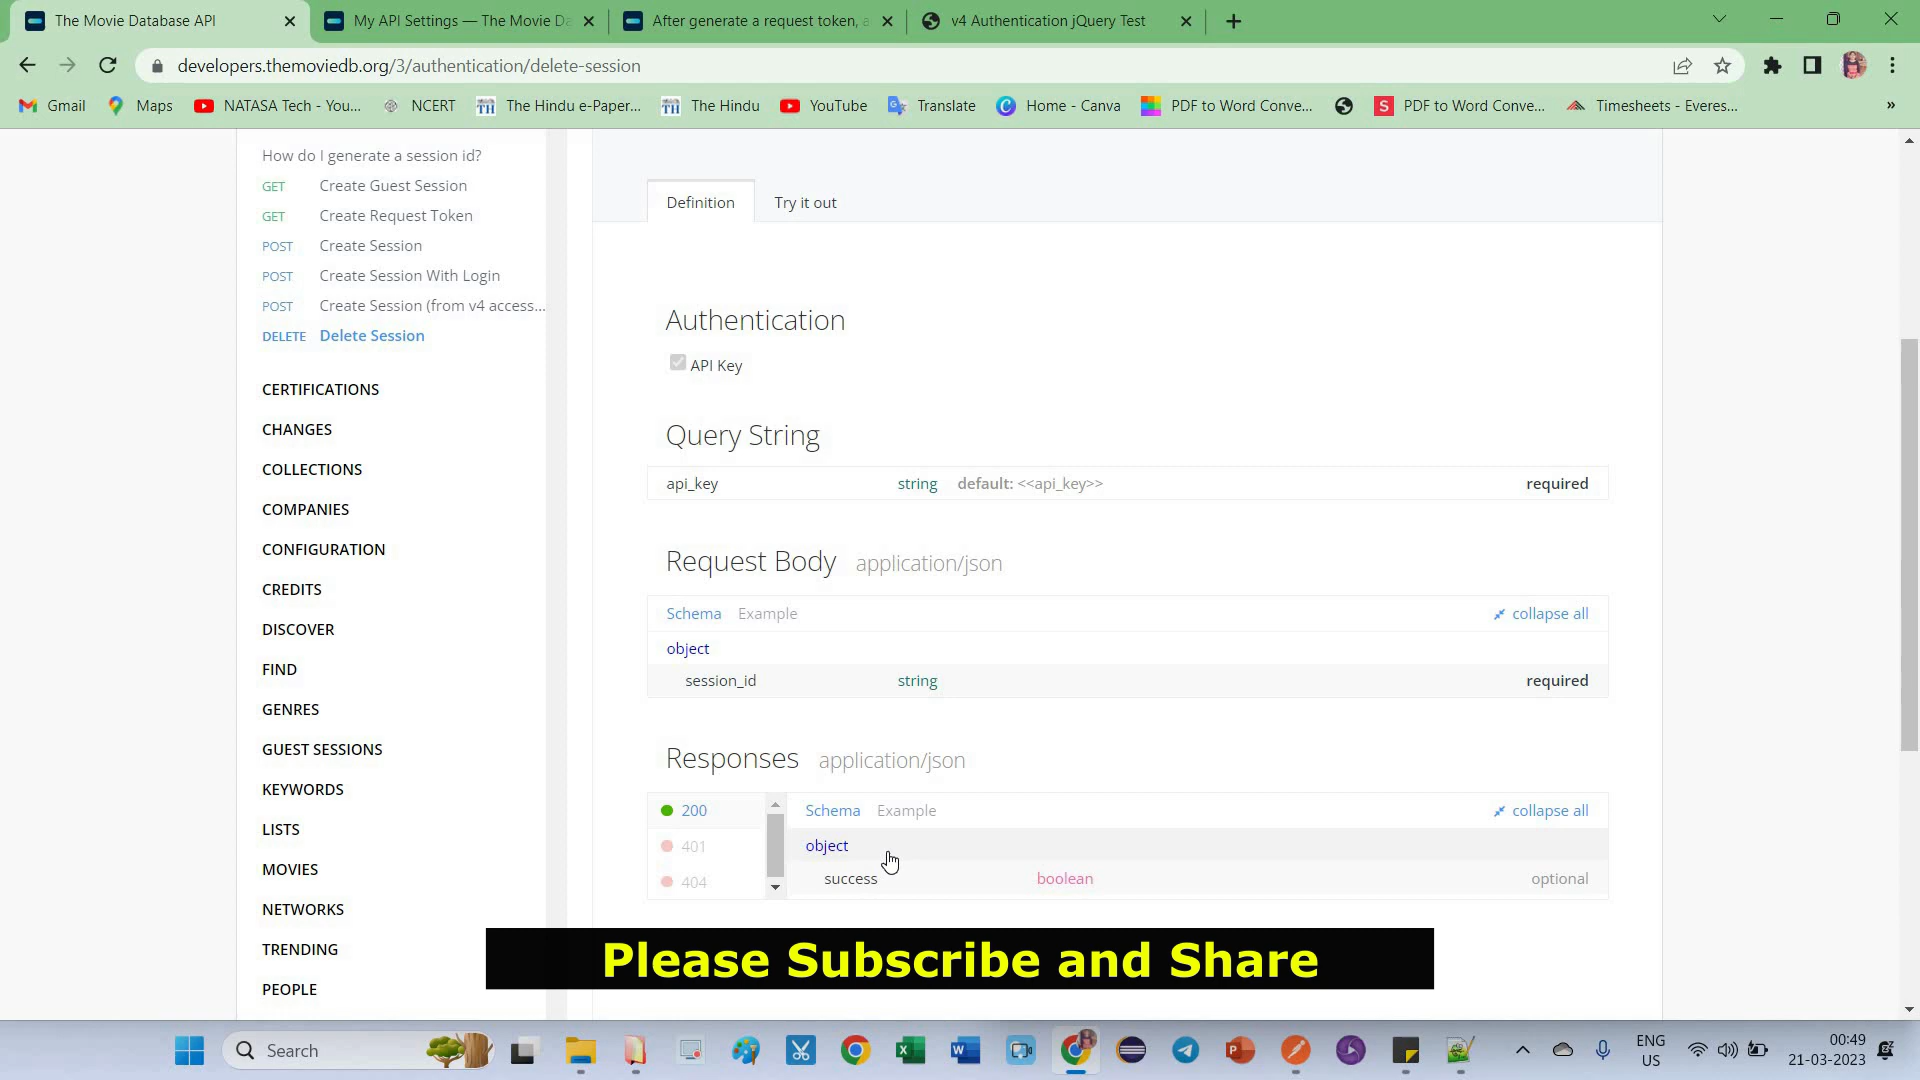 The Movie Database API
My API Settings — The Movie Da
After generate a request token, a
v4 Authentication jQuery Test
developers.themoviedb.org/3/authentication/delete-session
Gmail
Maps
NATASA Tech - You...
NCERT
The Hindu e-Paper...
The Hindu
YouTube
Translate
Home - Canva
PDF to Word Conve...
PDF to Word Conve...
Timesheets - Everes...
»
How do I generate a session id?
GET Create Guest Session
GET Create Request Token
POST Create Session
POST Create Session With Login
POST Create Session (from v4 access...
DELETE Delete Session
CERTIFICATIONS
CHANGES
COLLECTIONS
COMPANIES
CONFIGURATION
CREDITS
DISCOVER
FIND
GENRES
GUEST SESSIONS
KEYWORDS
LISTS
MOVIES
NETWORKS
TRENDING
PEOPLE
Definition Try it out
Authentication
API Key
Query String
api_key string default: <<api_key>> required
Request Body application/json
Schema Example collapse all
object
session_id string required
Responses application/json
200
401
404
Schema Example collapse all
object
success boolean optional
Please Subscribe and Share
Search
ENG
US
00:49
21-03-2023